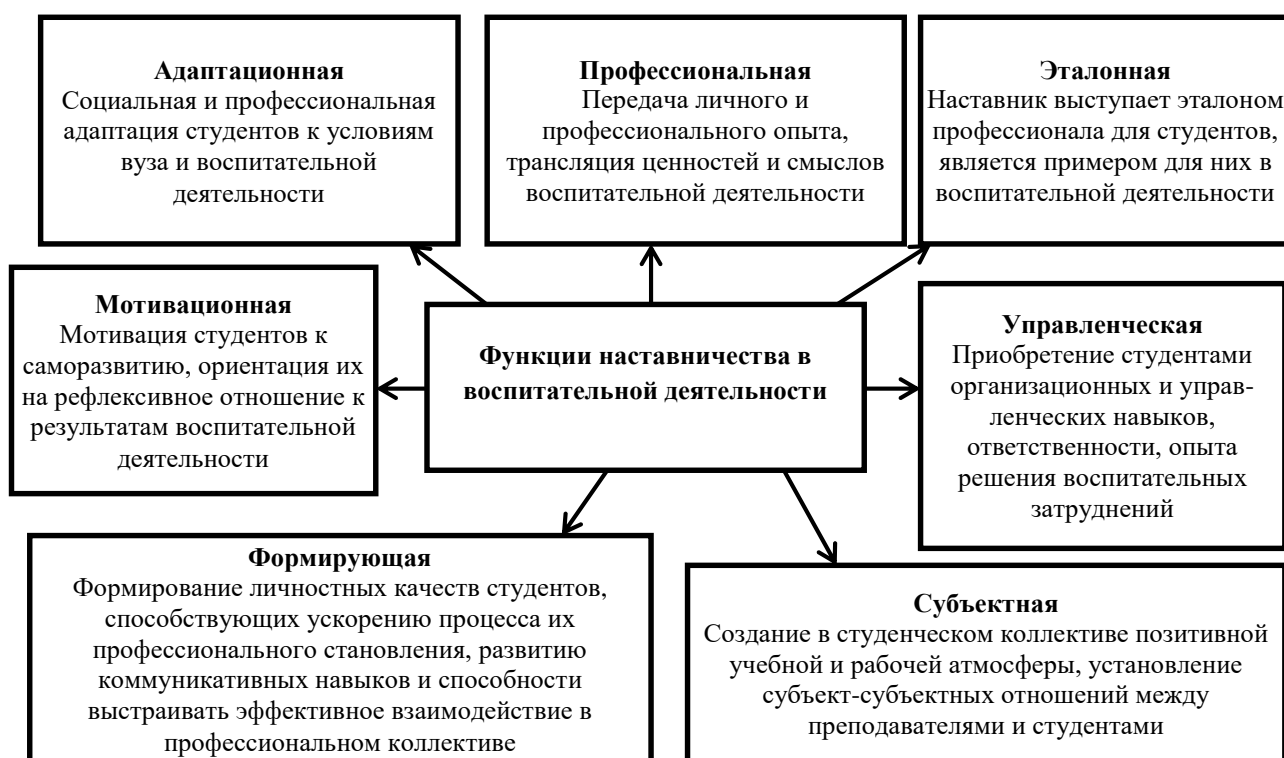 Адаптационная
Социальная и профессиональная
адаптация студентов к условиям
вуза и воспитательной
деятельности
Профессиональная
Передача личного и
профессионального опыта,
трансляция ценностей и смыслов
воспитательной деятельности
Эталонная
Наставник выступает эталоном
профессионала для студентов,
является примером для них в
воспитательной деятельности
Мотивационная
Мотивация студентов к
саморазвитию, ориентация их
на рефлексивное отношение к
результатам воспитательной
деятельности
Функции наставничества в
воспитательной деятельности
Управленческая
Приобретение студентами
организационных и управ-
ленческих навыков,
ответственности, опыта
решения воспитательных
затруднений
Формирующая
Формирование личностных качеств студентов,
способствующих ускорению процесса их
профессионального становления, развитию
коммуникативных навыков и способности
выстраивать эффективное взаимодействие в
профессиональном коллективе
Субъектная
Создание в студенческом коллективе позитивной
учебной и рабочей атмосферы, установление
субъект-субъектных отношений между
преподавателями и студентами